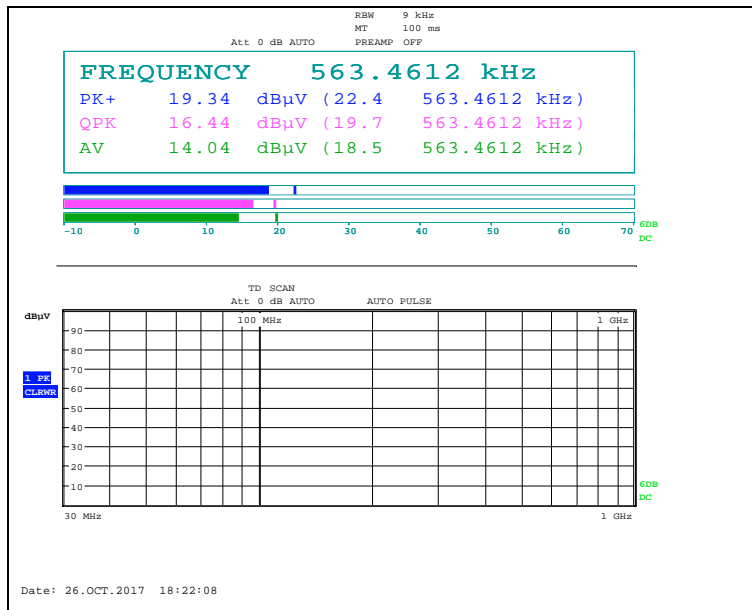 RBW 9 kHz
MT 100 ms
Att 0 dB AUTO PREAMP OFF
FREQUENCY 563.4612 kHz
PK+ 19.34 dBµV (22.4 563.4612 kHz)
QPK 16.44 dBµV (19.7 563.4612 kHz)
AV 14.04 dBµV (18.5 563.4612 kHz)
-10 0 10 20 30 40 50 60 70
6DB
DC
TD SCAN
Att 0 dB AUTO AUTO PULSE
dBµV
100 MHz 1 GHz
90
80
70
1 PK
60
CLRWR
50
40
30
20
10
6DB
DC
30 MHz 1 GHz
Date: 26.OCT.2017 18:22:08